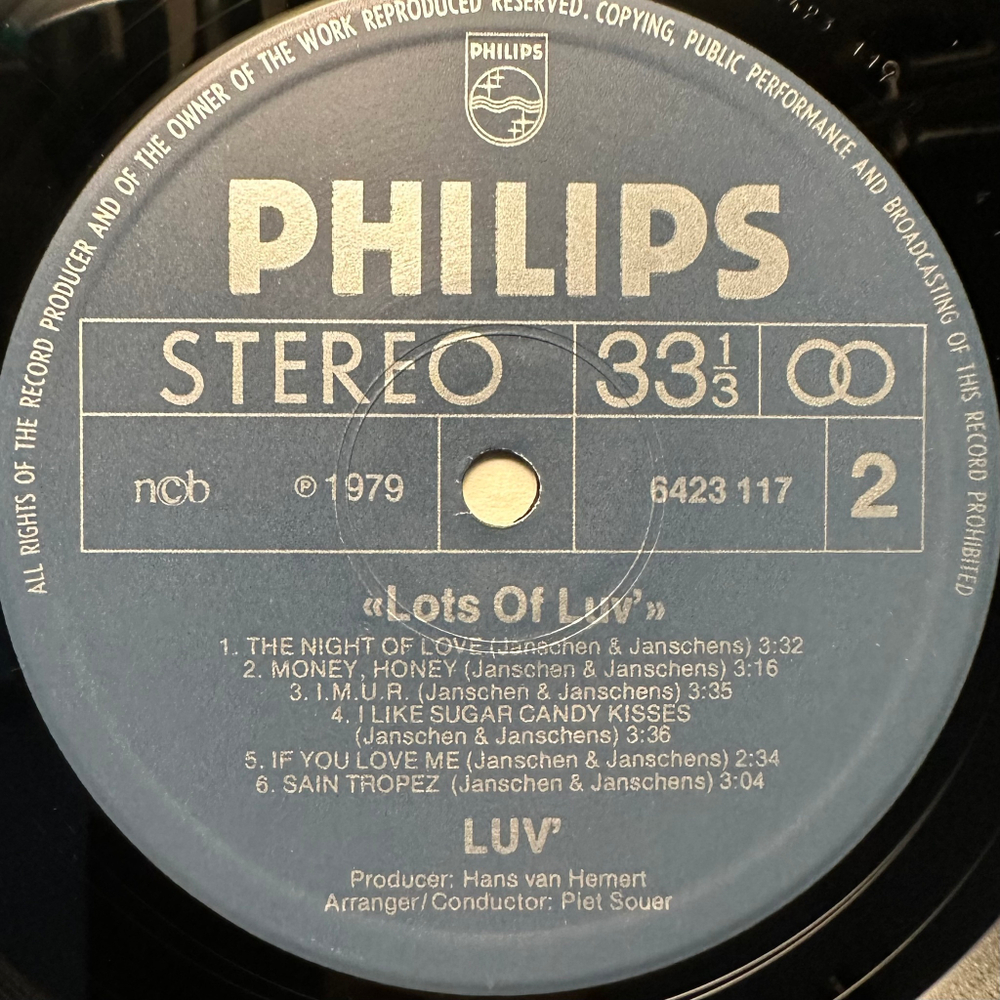 ALL RIGHTS OF THE RECORD PRODUCER AND OF THE OWNER OF THE WORK REPRODUCED RESERVED. COPYING, PUBLIC PERFORMANCE AND BROADCASTING OF THIS RECORD PROHIBITED
PHILIPS
PHILIPS
STEREO 33 1/3
n©b ℗ 1979 6423 117 2
«Lots Of Luv'»
1. THE NIGHT OF LOVE (Janschen & Janschens) 3:32
2. MONEY, HONEY (Janschen & Janschens) 3:16
3. I.M.U.R. (Janschen & Janschens) 3:35
4. I LIKE SUGAR CANDY KISSES
(Janschen & Janschens) 3:36
5. IF YOU LOVE ME (Janschen & Janschens) 2:34
6. SAIN TROPEZ (Janschen & Janschens) 3:04
LUV'
Producer: Hans van Hemert
Arranger/Conductor: Piet Souer